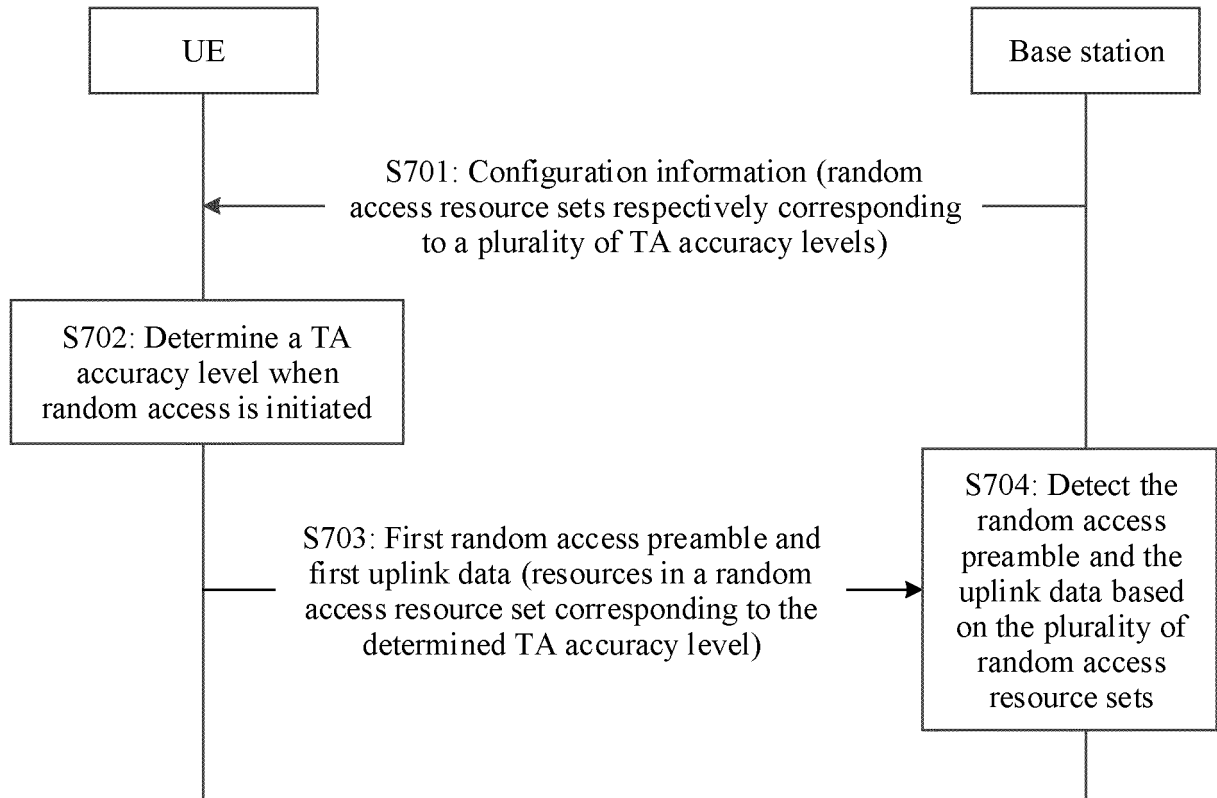 UE
Base station
S701: Configuration information (random
access resource sets respectively corresponding
to a plurality of TA accuracy levels)
S702: Determine a TA
accuracy level when
random access is initiated
S703: First random access preamble and
first uplink data (resources in a random
access resource set corresponding to the
determined TA accuracy level)
S704: Detect the
random access
preamble and the
uplink data based
on the plurality of
random access
resource sets